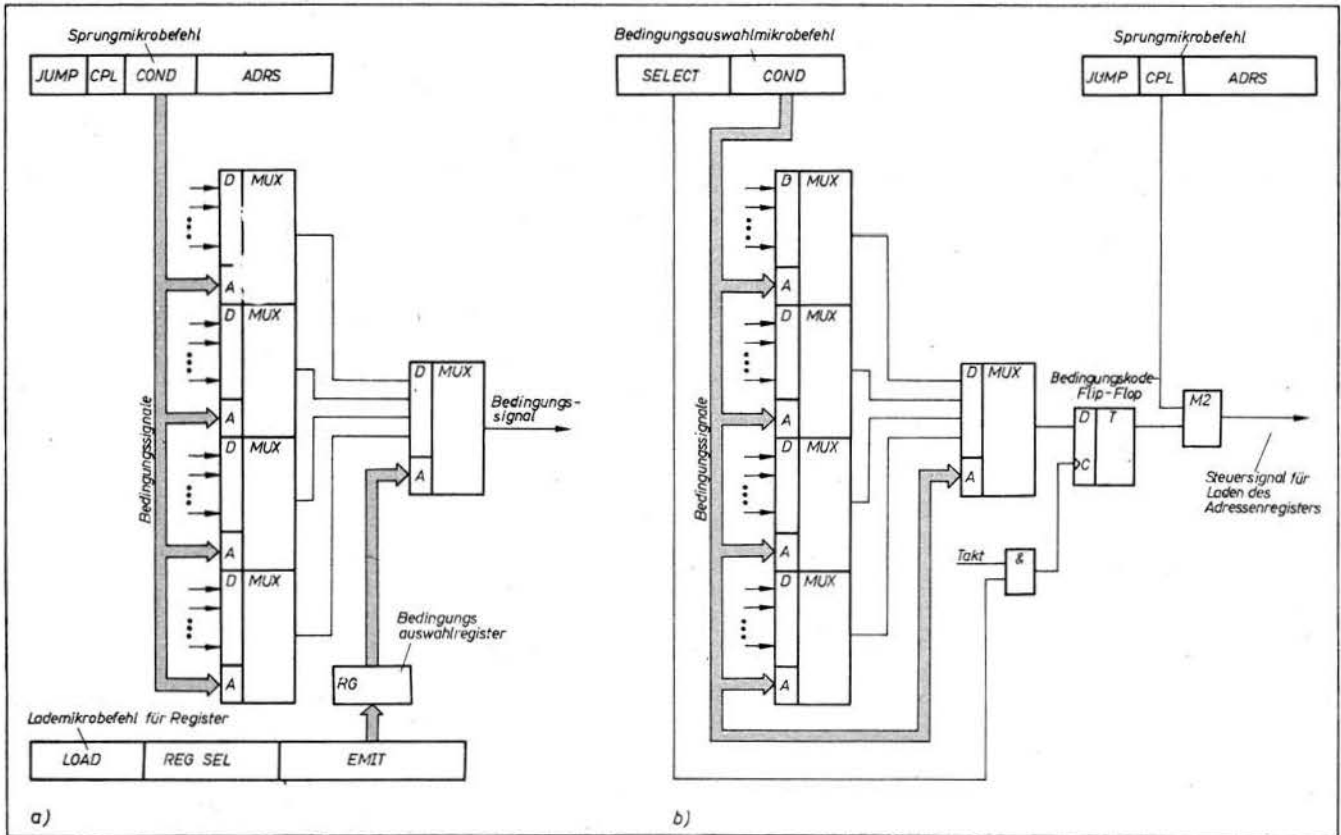 Sprungmikrobefehl
JUMP CPL COND ADRS
D MUX
A
D MUX
A
D MUX
A
D MUX
A
Bedingungssignale
D MUX
A
Bedingungs-
signal
Bedingungs
auswahlregister
RG
Lademikrobefehl für Register
LOAD REG SEL EMIT
a)
Bedingungsauswahlmikrobefehl
SELECT COND
Sprungmikrobefehl
JUMP CPL ADRS
D MUX
A
D MUX
A
D MUX
A
D MUX
A
Bedingungssignale
D MUX
A
Bedingungskode-
Flip-Flop
D T
C
M2
Steuersignal für
Laden des
Adressenregisters
Takt
&
b)